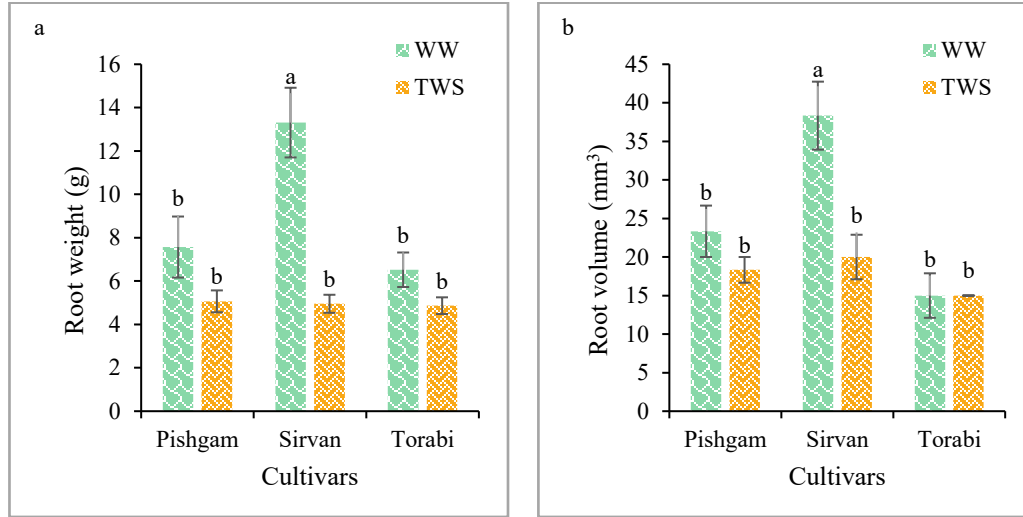 a
WW
TWS
16
14
12
10
8
6
4
2
0
Root weight (g)
b
b
a
b
b
b
Pishgam Sirvan Torabi
Cultivars
b
WW
TWS
45
40
35
30
25
20
15
10
5
0
Root volume (mm³)
b
b
a
b
b
b
Pishgam Sirvan Torabi
Cultivars